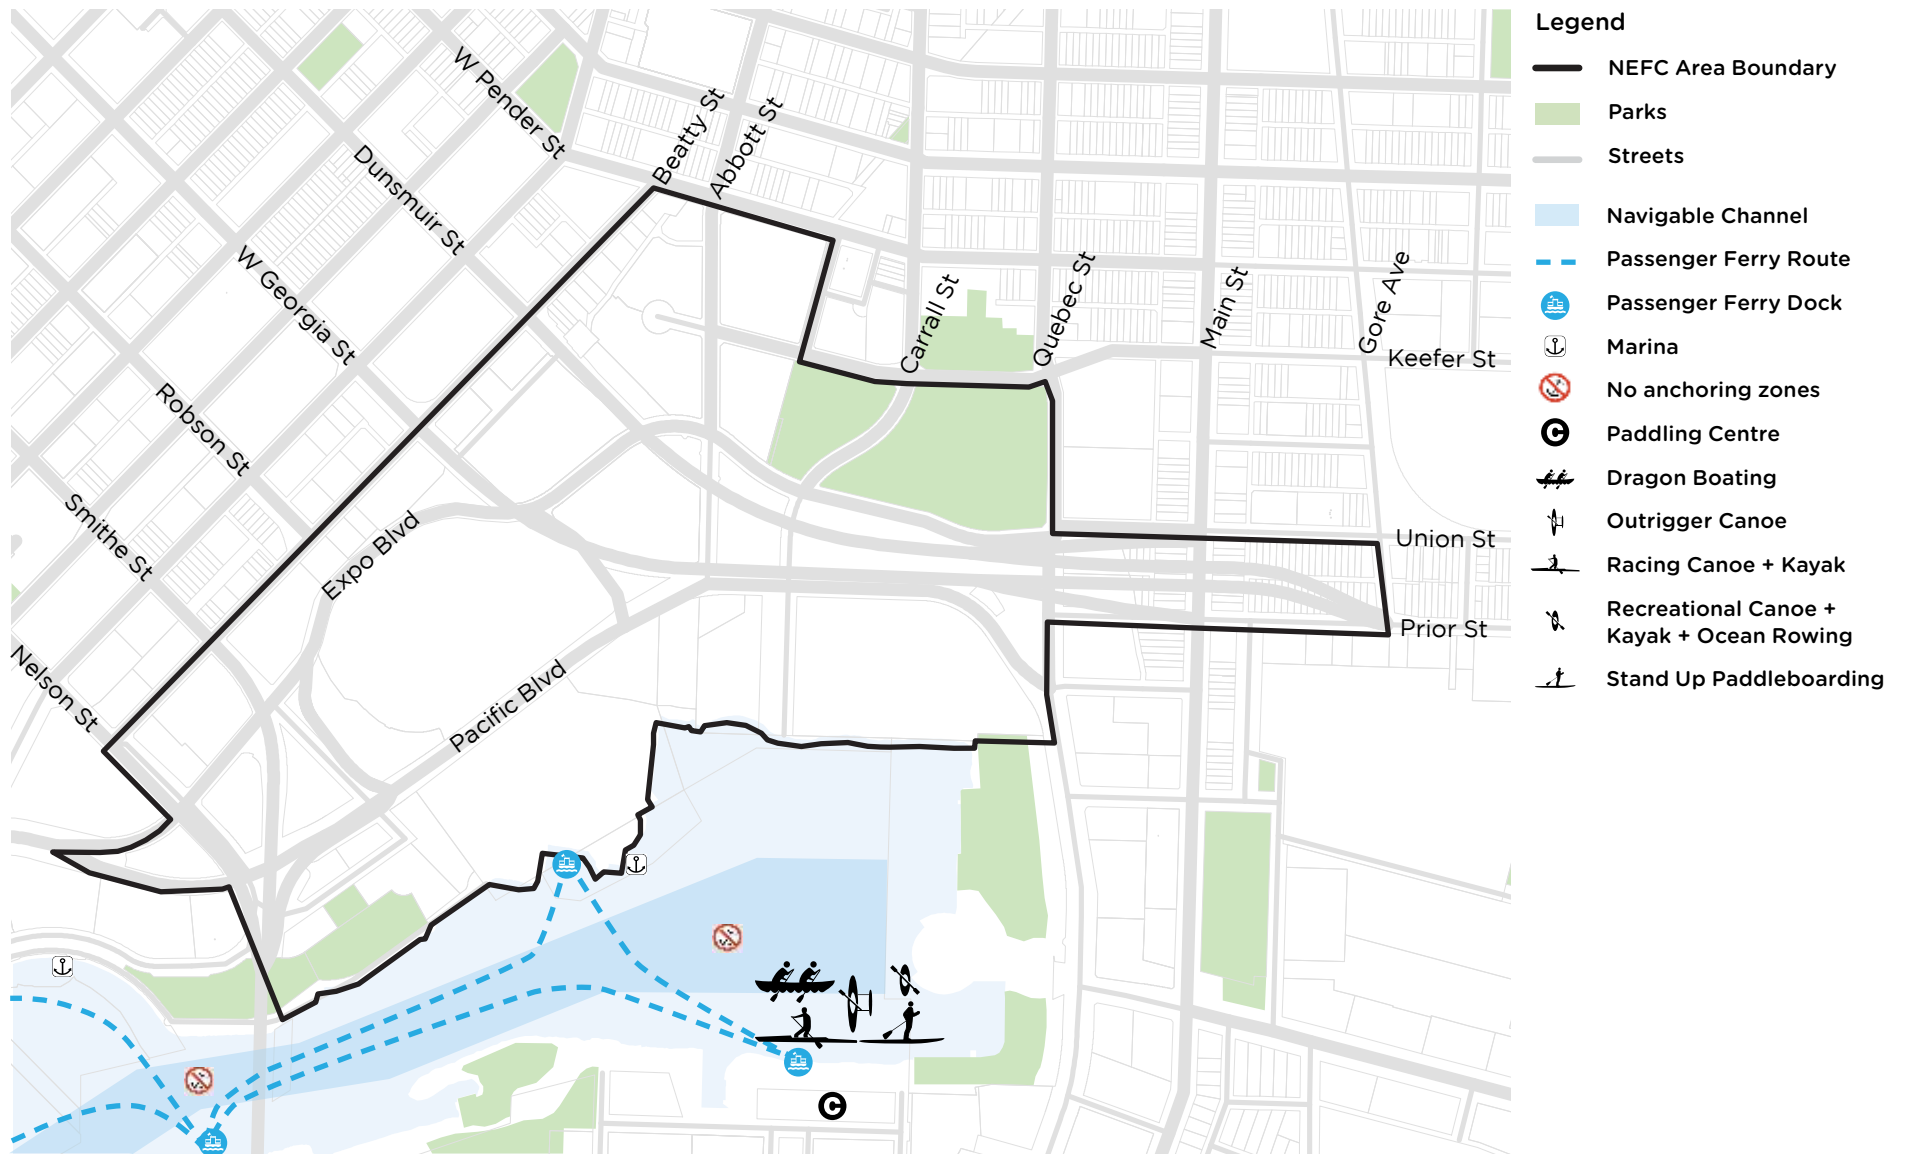 W Pender St
Beatty St
Abbott St
Dunsmuir St
W Georgia St
Carrall St
Quebec St
Main St
Gore Ave
Keefer St
Robson St
Smithe St
Expo Blvd
Union St
Prior St
Nelson St
Pacific Blvd
C
Legend
NEFC Area Boundary
Parks
Streets
Navigable Channel
Passenger Ferry Route
Passenger Ferry Dock
Marina
No anchoring zones
C Paddling Centre
Dragon Boating
Outrigger Canoe
Racing Canoe + Kayak
Recreational Canoe +
Kayak + Ocean Rowing
Stand Up Paddleboarding